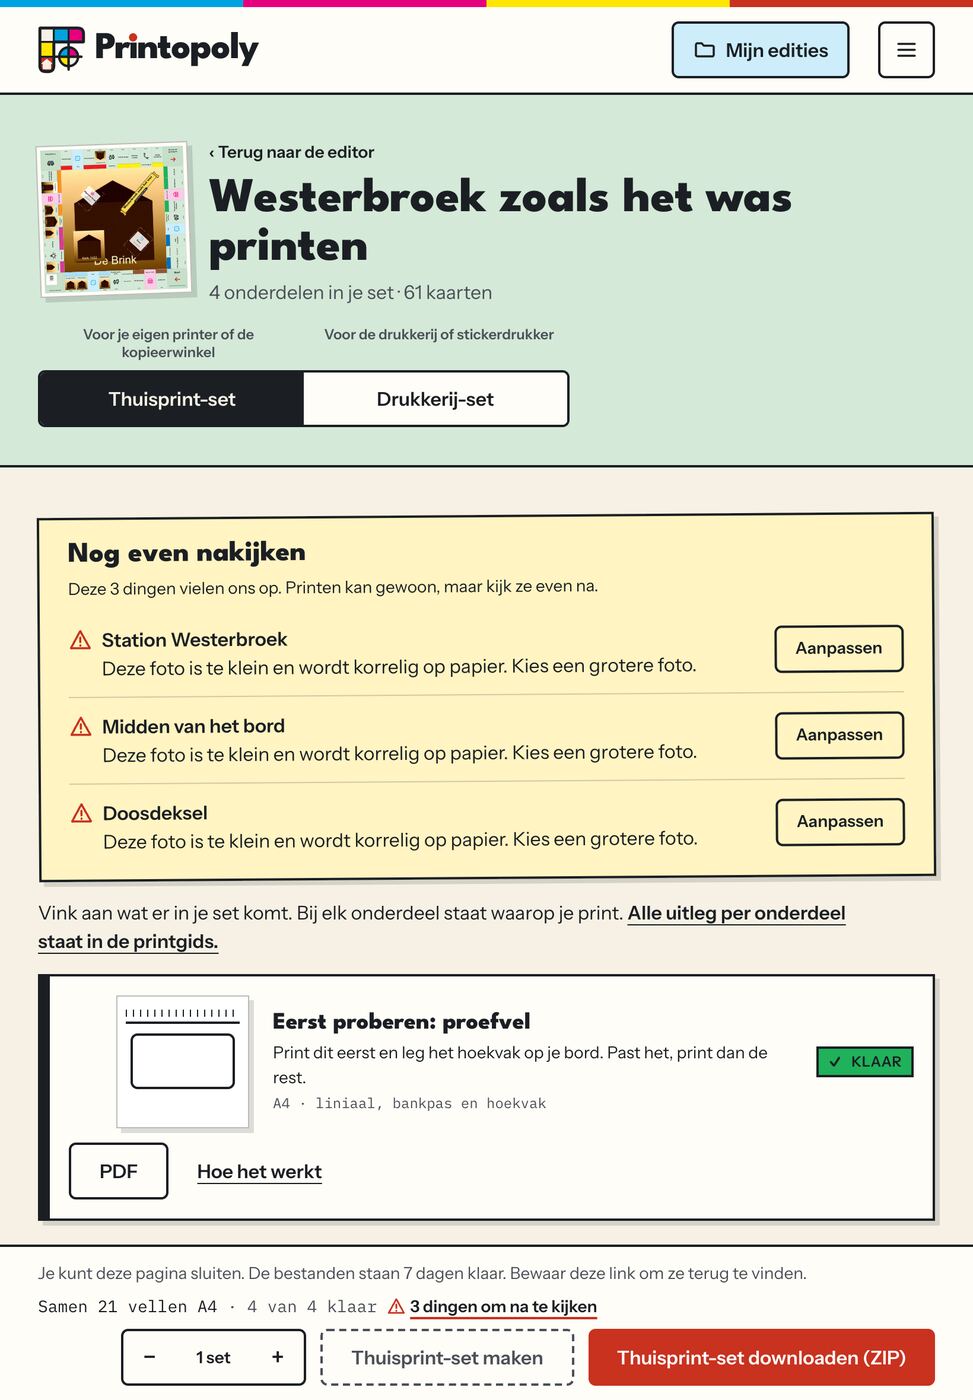 Printopoly
Mijn edities
De Brink
‹ Terug naar de editor
Westerbroek zoals het was
printen
4 onderdelen in je set · 61 kaarten
Voor je eigen printer of de
kopieerwinkel
Voor de drukkerij of stickerdrukker
Thuisprint-set
Drukkerij-set
Nog even nakijken
Deze 3 dingen vielen ons op. Printen kan gewoon, maar kijk ze even na.
Station Westerbroek
Deze foto is te klein en wordt korrelig op papier. Kies een grotere foto.
Aanpassen
Midden van het bord
Deze foto is te klein en wordt korrelig op papier. Kies een grotere foto.
Aanpassen
Doosdeksel
Deze foto is te klein en wordt korrelig op papier. Kies een grotere foto.
Aanpassen
Vink aan wat er in je set komt. Bij elk onderdeel staat waarop je print. Alle uitleg per onderdeel
staat in de printgids.
Eerst proberen: proefvel
Print dit eerst en leg het hoekvak op je bord. Past het, print dan de
rest.
A4 · liniaal, bankpas en hoekvak
✓ KLAAR
PDF
Hoe het werkt
Je kunt deze pagina sluiten. De bestanden staan 7 dagen klaar. Bewaar deze link om ze terug te vinden.
Samen 21 vellen A4 · 4 van 4 klaar 3 dingen om na te kijken
− 1 set +
Thuisprint-set maken
Thuisprint-set downloaden (ZIP)